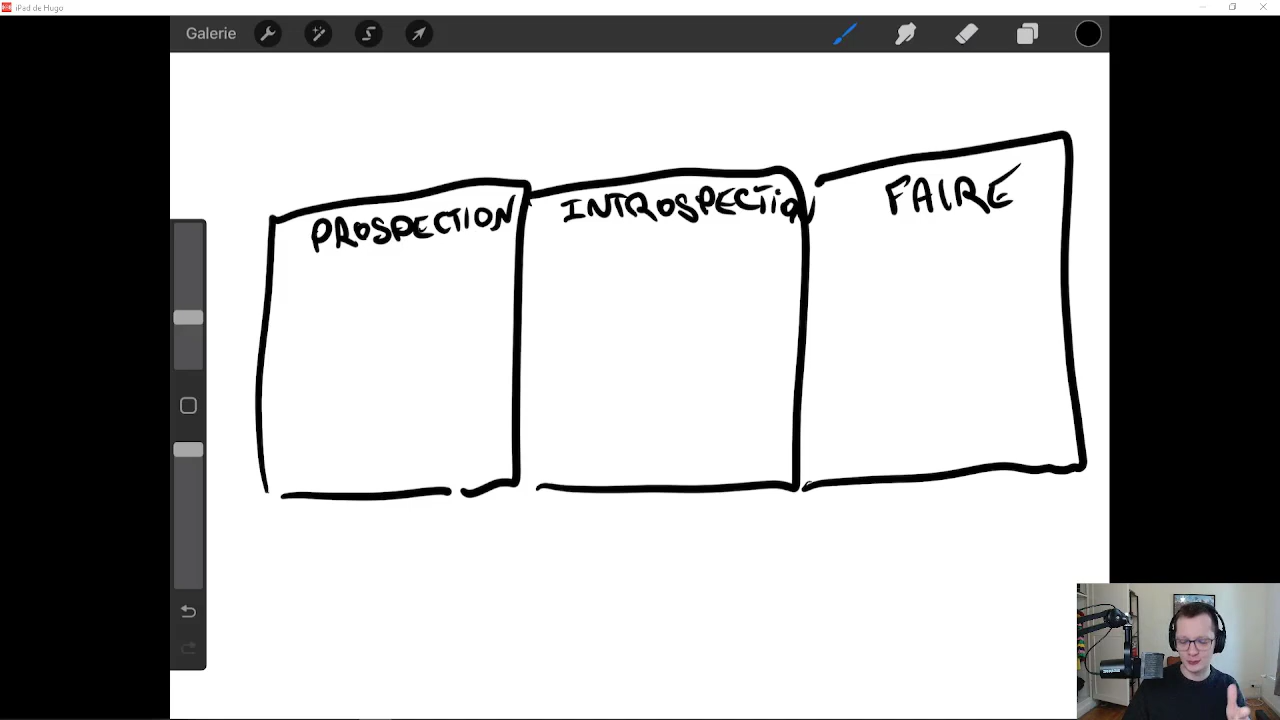 iPad de Hugo
Galerie
PROSPECTION
INTROSPECTiON
FAIRE